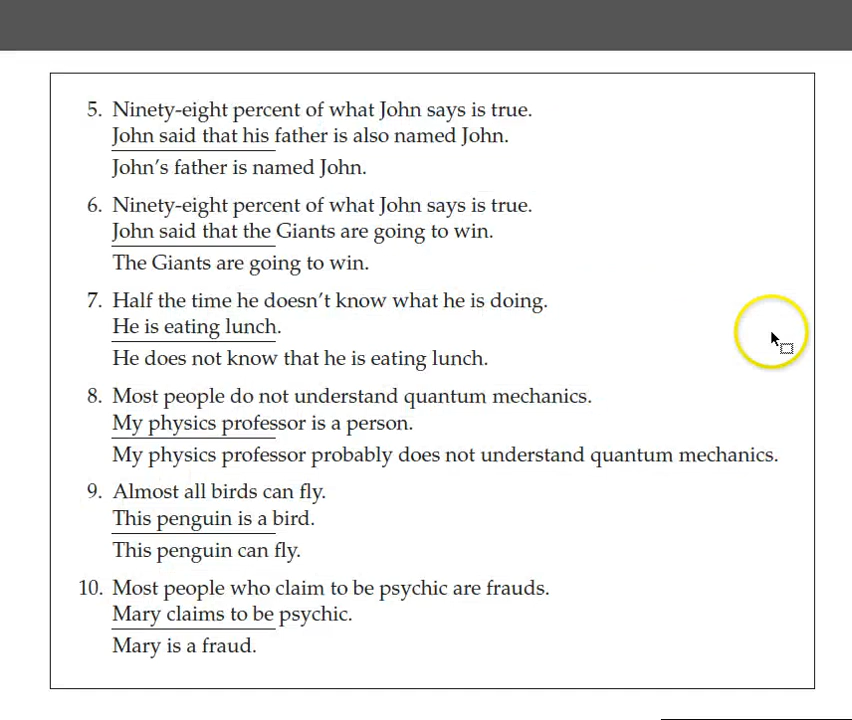 5. Ninety-eight percent of what John says is true.
John said that his father is also named John.
John’s father is named John.
6. Ninety-eight percent of what John says is true.
John said that the Giants are going to win.
The Giants are going to win.
7. Half the time he doesn’t know what he is doing.
He is eating lunch.
He does not know that he is eating lunch.
8. Most people do not understand quantum mechanics.
My physics professor is a person.
My physics professor probably does not understand quantum mechanics.
9. Almost all birds can fly.
This penguin is a bird.
This penguin can fly.
10. Most people who claim to be psychic are frauds.
Mary claims to be psychic.
Mary is a fraud.